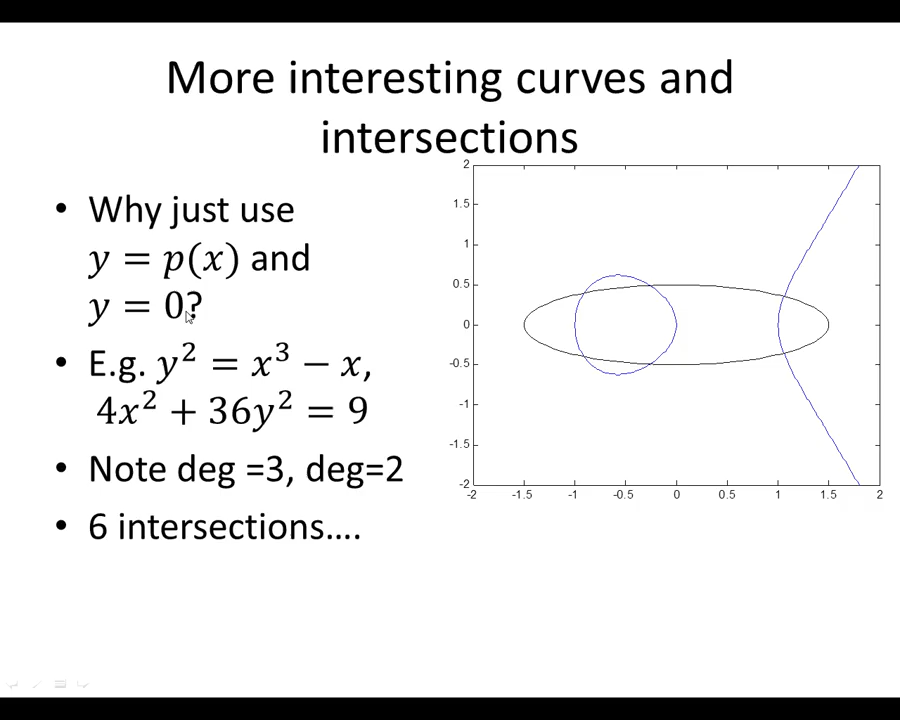 More interesting curves and
intersections
• Why just use
y = p(x) and
y = 0?
• E.g. y² = x³ − x,
4x² + 36y² = 9
• Note deg =3, deg=2
• 6 intersections....
2
1.5
1
0.5
0
-0.5
-1
-1.5
-2
-2 -1.5 -1 -0.5 0 0.5 1 1.5 2